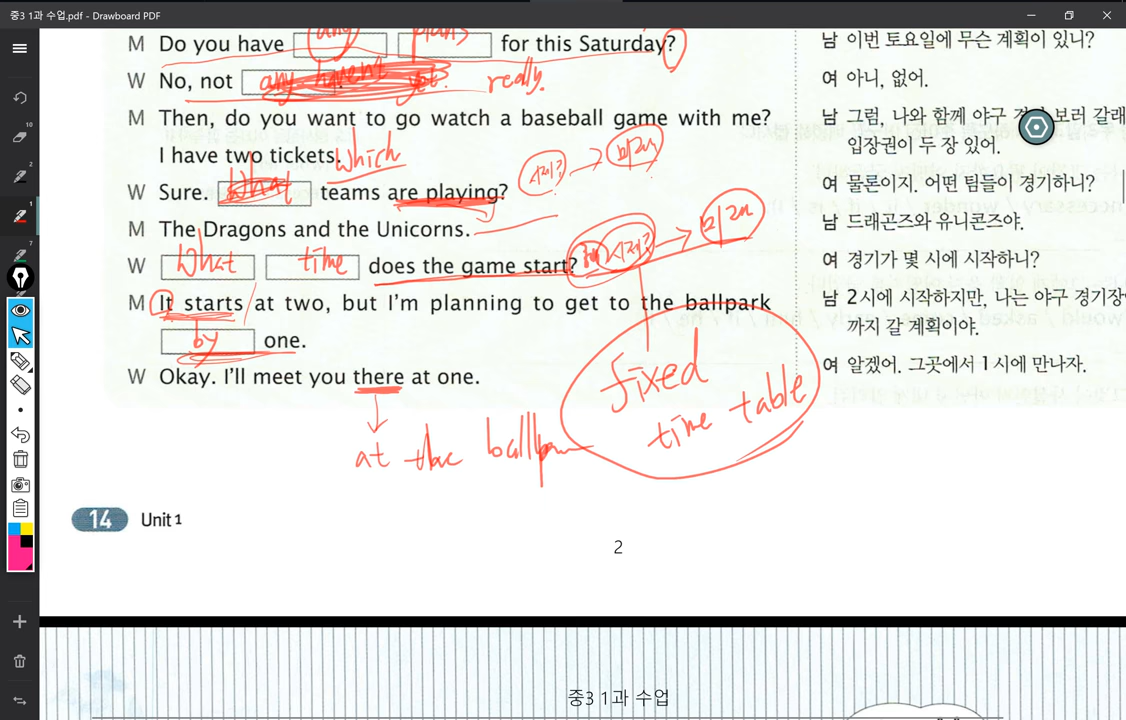 중3 1과 수업.pdf - Drawboard PDF
any plans
M Do you have for this Saturday?
W No, not really.
M Then, do you want to go watch a baseball game with me?
I have two tickets.
which
W Sure. What teams are playing?
시제? → 미래
M The Dragons and the Unicorns.
W What time does the game start?
시제? → 미래
M It starts at two, but I'm planning to get to the ballpark
by one.
W Okay. I'll meet you there at one.
fixed
time table
at the
14 Unit 1
2
남 이번 토요일에 무슨 계획이 있니?
여 아니, 없어.
남 그럼, 나와 함께 야구 보러 갈래
입장권이 두 장 있어.
여 물론이지. 어떤 팀들이 경기하니?
남 드래곤즈와 유니콘즈야.
여 경기가 몇 시에 시작하니?
남 2시에 시작하지만, 나는 야구 경기장
까지 갈 계획이야.
여 알겠어. 그곳에서 1시에 만나자.
중3 1과 수업